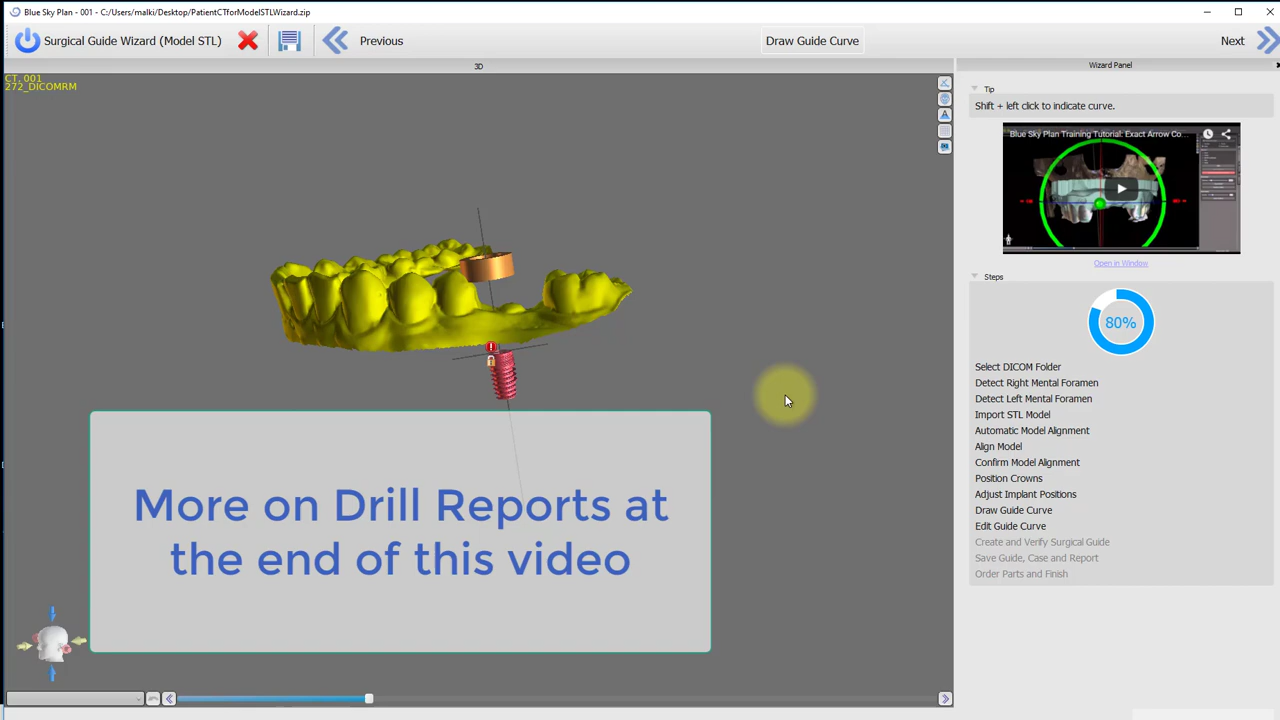 Blue Sky Plan - 001 - C:/Users/malki/Desktop/PatientCTforModelSTLWizard.zip
Surgical Guide Wizard (Model STL)
Previous
Draw Guide Curve
Next
3D
Wizard Panel
CT, 001
272_DICOMRM
Tip
Shift + left click to indicate curve.
Blue Sky Plan Training Tutorial: Exact Arrow Co...
Open in Window
Steps
80%
Select DICOM Folder
Detect Right Mental Foramen
Detect Left Mental Foramen
Import STL Model
Automatic Model Alignment
Align Model
Confirm Model Alignment
Position Crowns
Adjust Implant Positions
Draw Guide Curve
Edit Guide Curve
Create and Verify Surgical Guide
Save Guide, Case and Report
Order Parts and Finish
More on Drill Reports at
the end of this video